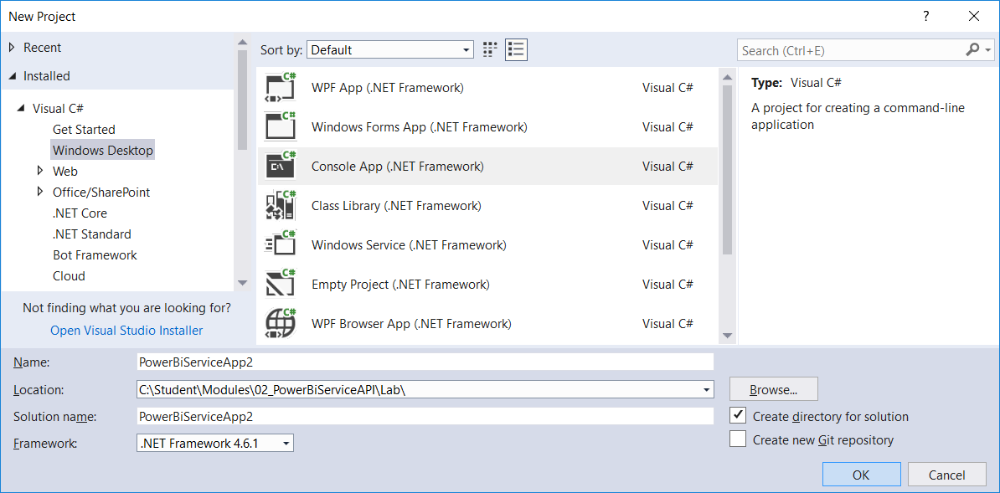 New Project
?
Recent
Installed
Visual C#
Get Started
Windows Desktop
Web
Office/SharePoint
.NET Core
.NET Standard
Bot Framework
Cloud
Not finding what you are looking for?
Open Visual Studio Installer
Sort by: Default
Search (Ctrl+E)
C# WPF App (.NET Framework) Visual C#
C# Windows Forms App (.NET Framework) Visual C#
C# C:\ Console App (.NET Framework) Visual C#
C# Class Library (.NET Framework) Visual C#
C# Windows Service (.NET Framework) Visual C#
C# Empty Project (.NET Framework) Visual C#
C# WPF Browser App (.NET Framework) Visual C#
Type: Visual C#
A project for creating a command-line
application
Name: PowerBiServiceApp2
Location: C:\Student\Modules\02_PowerBiServiceAPI\Lab\
Browse...
Solution name: PowerBiServiceApp2
Create directory for solution
Framework: .NET Framework 4.6.1
Create new Git repository
OK
Cancel